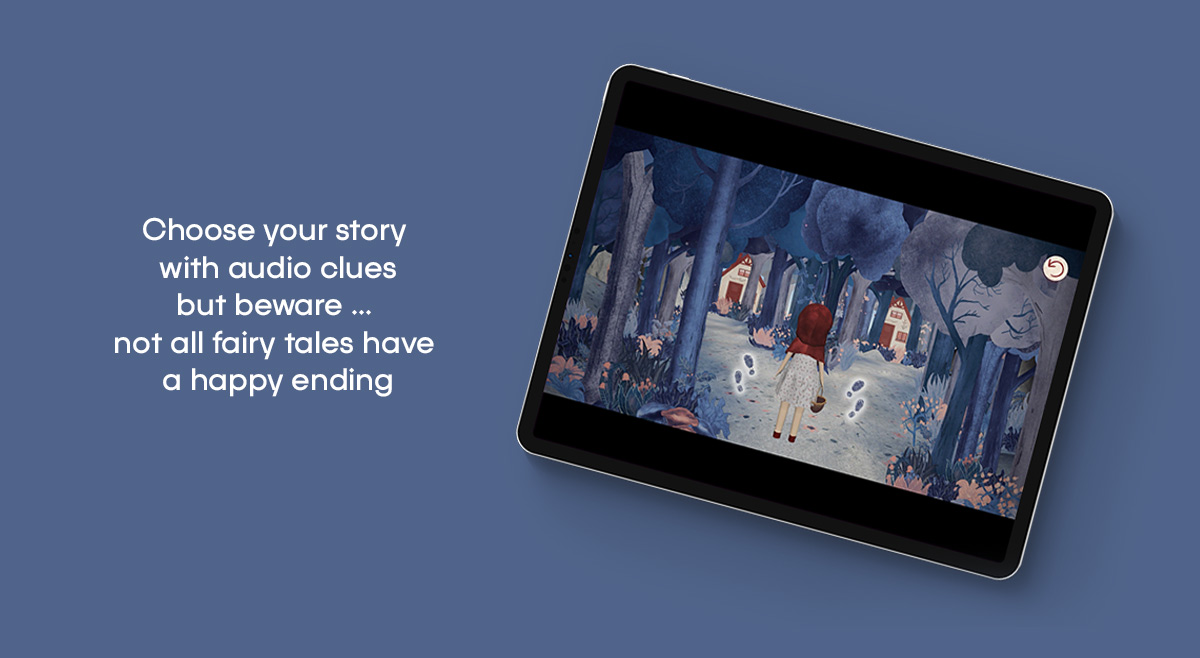 Choose your story
with audio clues
but beware ...
not all fairy tales have
a happy ending